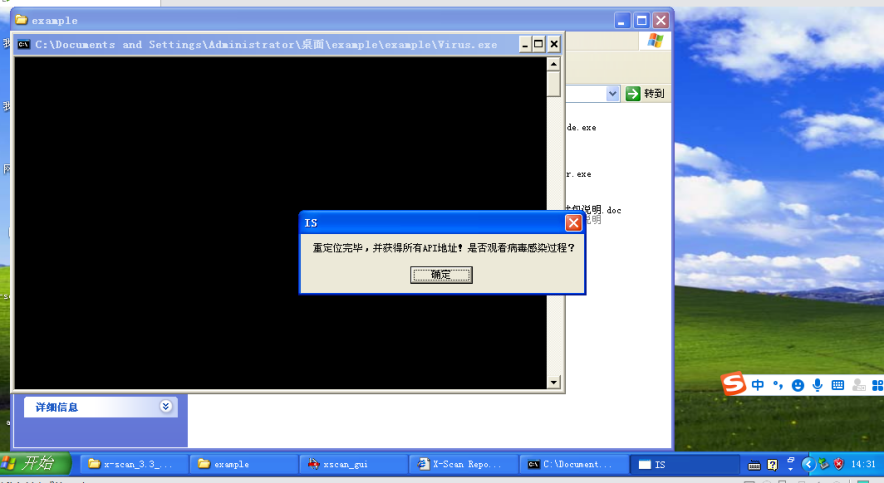 example
C:\Documents and Settings\Administrator\桌面\example\example\Virus.exe
转到
de.exe
r.exe
说明.doc
说明
IS
重定位完毕，并获得所有API地址！是否观看病毒感染过程？
确定
中
详细信息
开始
x-scan_3.3_...
example
xscan_gui
X-Scan Repo...
C:\Document...
IS
14:31